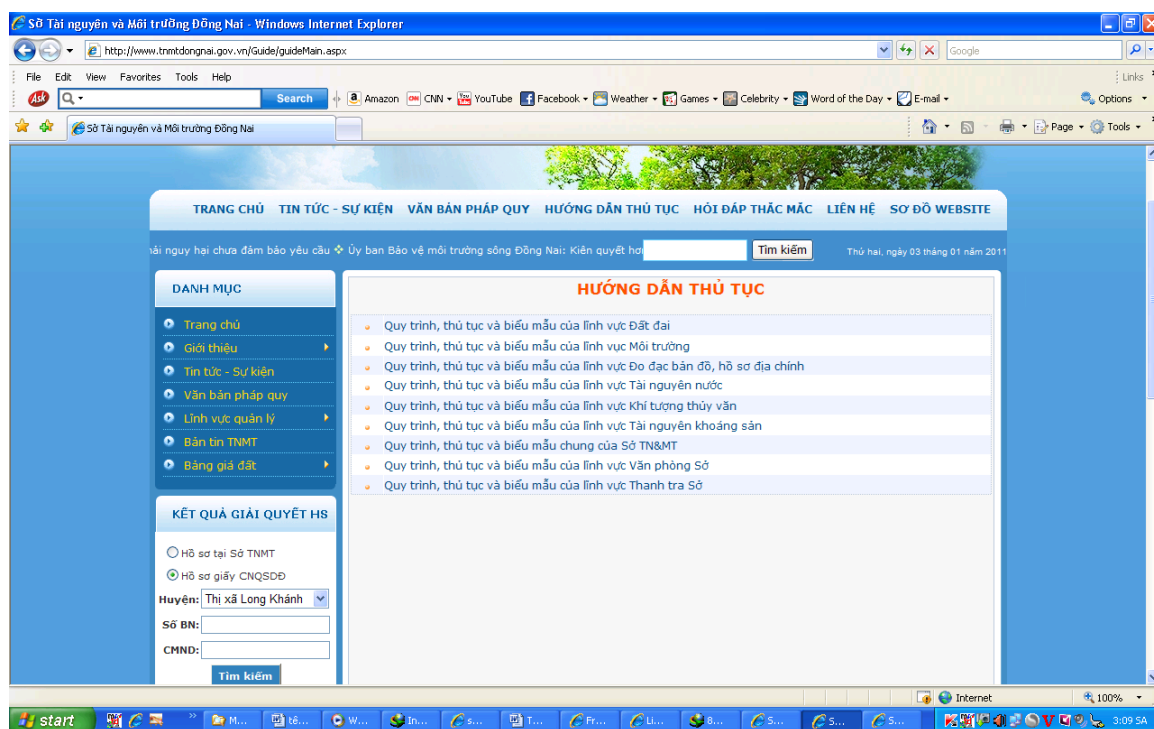 Sở Tài nguyên và Môi trường Đồng Nai - Windows Internet Explorer
http://www.tnmtdongnai.gov.vn/Guide/guideMain.aspx
Google
File Edit View Favorites Tools Help
Links
Ask
Search
Amazon CNN YouTube Facebook Weather Games Celebrity Word of the Day E-mail
Options
Sở Tài nguyên và Môi trường Đồng Nai
Page Tools
TRANG CHỦ TIN TỨC - SỰ KIỆN VĂN BẢN PHÁP QUY HƯỚNG DẪN THỦ TỤC HỎI ĐÁP THẮC MẮC LIÊN HỆ SƠ ĐỒ WEBSITE
nguy hại chưa đảm bảo yêu cầu Ủy ban Bảo vệ môi trường sông Đồng Nai: Kiên quyết
Tìm kiếm
Thứ hai, ngày 03 tháng 01 năm 2011
DANH MỤC
Trang chủ
Giới thiệu
Tin tức - Sự kiện
Văn bản pháp quy
Lĩnh vực quản lý
Bản tin TNMT
Bảng giá đất
KẾT QUẢ GIẢI QUYẾT HS
Hồ sơ tại Sở TNMT
Hồ sơ giấy CNQSDĐ
Huyện: Thị xã Long Khánh
Số BN:
CMND:
Tìm kiếm
HƯỚNG DẪN THỦ TỤC
Quy trình, thủ tục và biểu mẫu của lĩnh vực Đất đai
Quy trình, thủ tục và biểu mẫu của lĩnh vục Môi trường
Quy trình, thủ tục và biểu mẫu của lĩnh vực Đo đạc bản đồ, hồ sơ địa chính
Quy trình, thủ tục và biểu mẫu của lĩnh vực Tài nguyên nước
Quy trình, thủ tục và biểu mẫu của lĩnh vực Khí tượng thủy văn
Quy trình, thủ tục và biểu mẫu của lĩnh vực Tài nguyên khoáng sản
Quy trình, thủ tục và biểu mẫu chung của Sở TN&MT
Quy trình, thủ tục và biểu mẫu của lĩnh vực Văn phòng Sở
Quy trình, thủ tục và biểu mẫu của lĩnh vực Thanh tra Sở
Internet
100%
start
M... tê... W... In... s... T... Fr... Li... 8... S... S... S...
3:09 SA